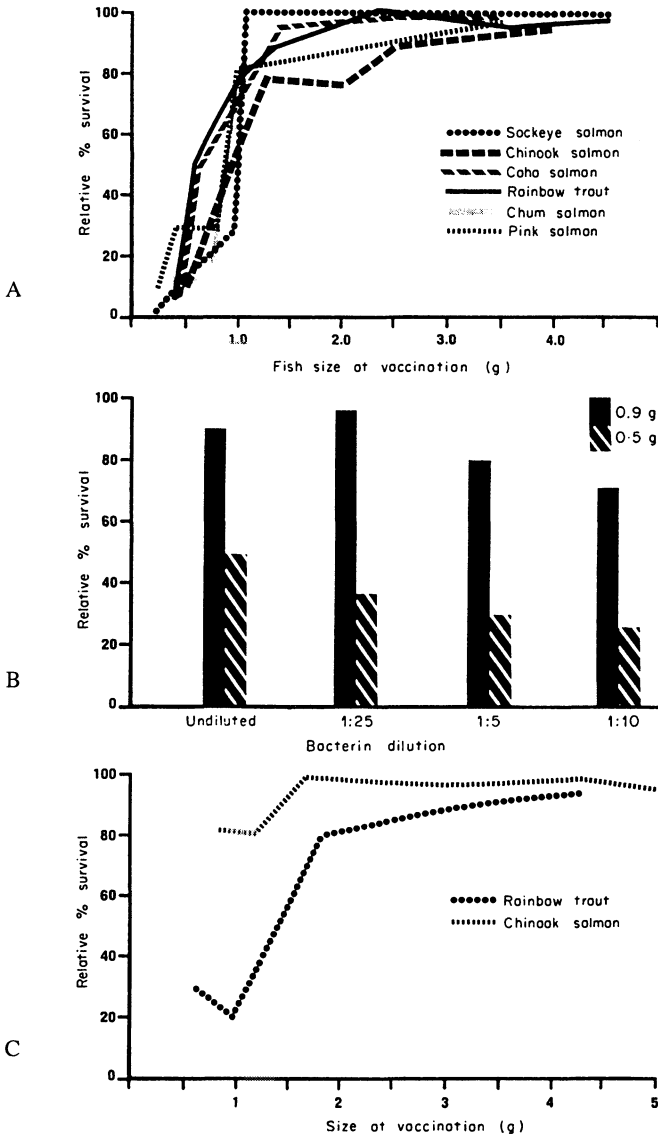 A
Relative % survival
100
80
60
40
20
0
1.0
2.0
3.0
4.0
Sockeye salmon
Chinook salmon
Coho salmon
Rainbow trout
Chum salmon
Pink salmon
Fish size at vaccination (g)
B
Relative % survival
100
80
60
40
20
0
0.9 g
0.5 g
Undiluted
1:25
1:5
1:10
Bacterin dilution
C
Relative % survival
100
80
60
40
20
0
Rainbow trout
Chinook salmon
1
2
3
4
5
Size at vaccination (g)